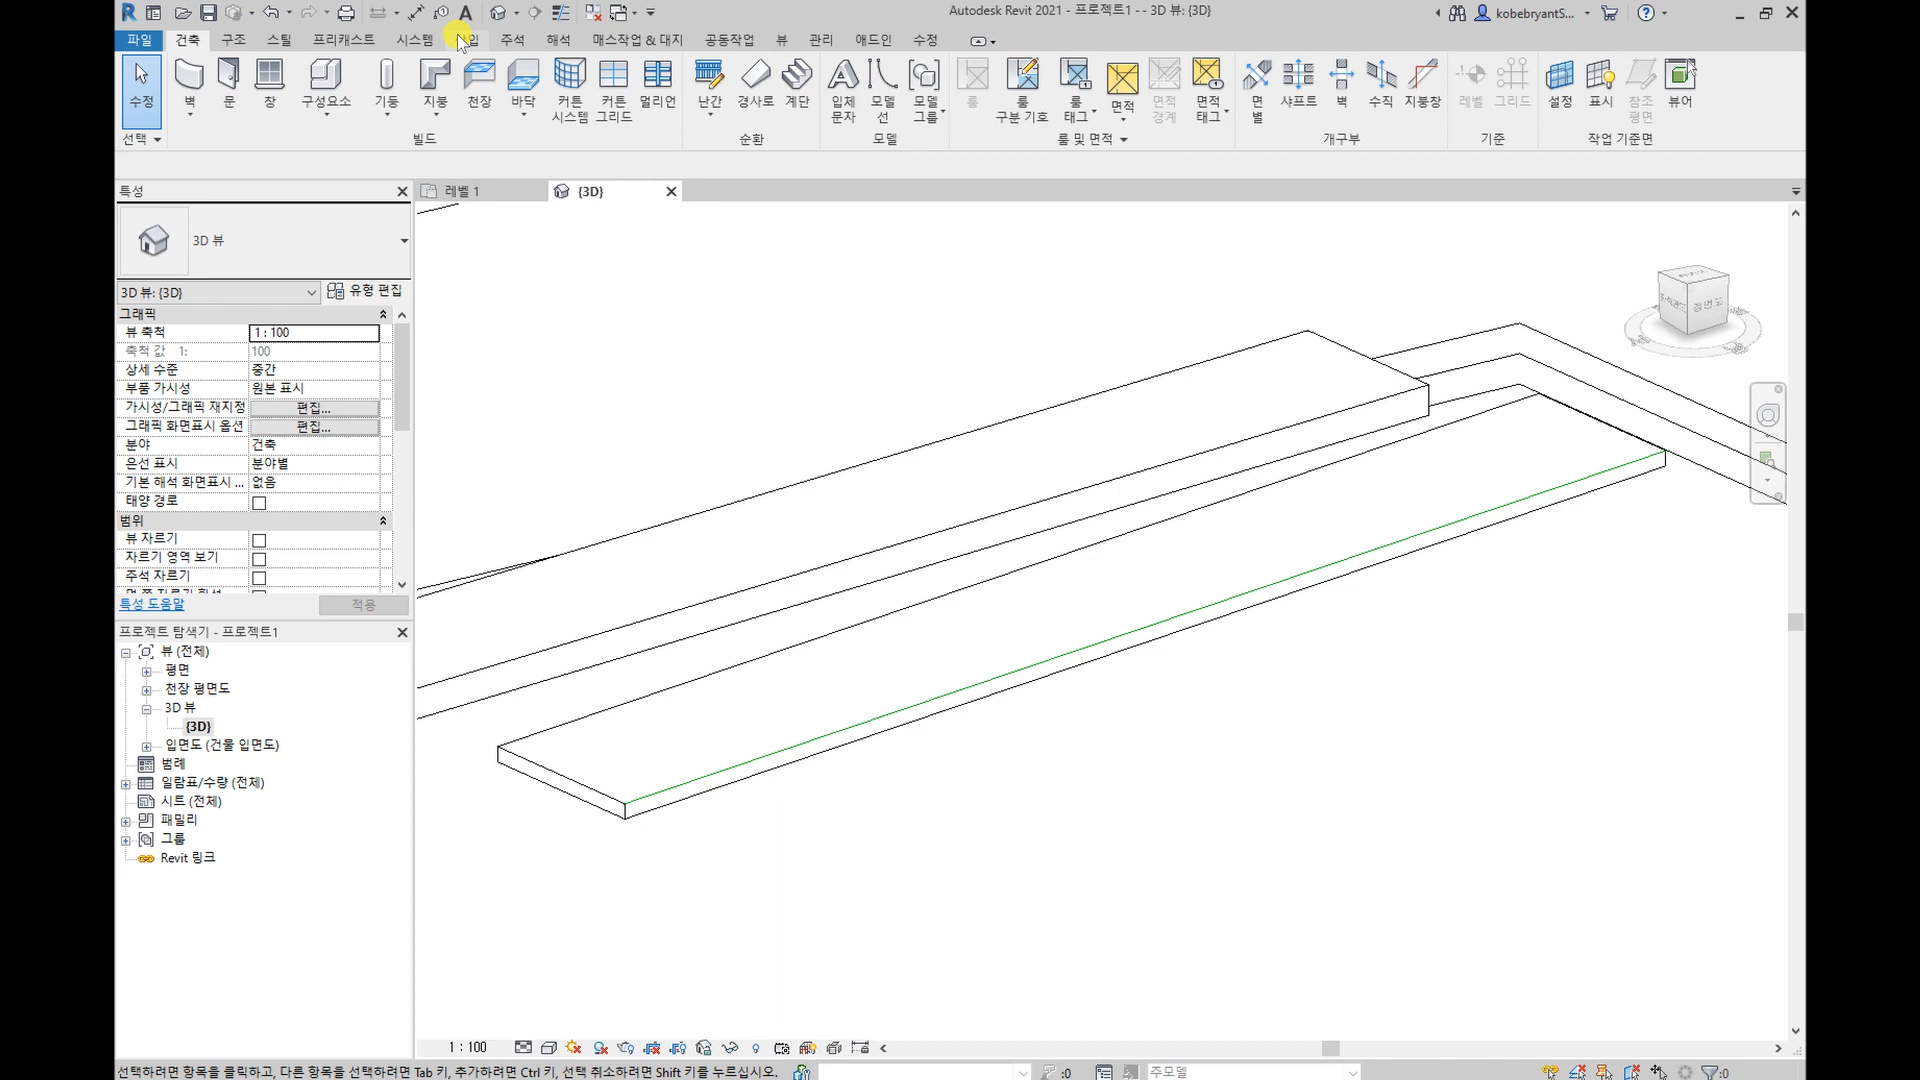 Autodesk Revit 2021 - 프로젝트1 - - 3D 뷰: {3D}
kobebryantS...
파일 건축 구조 스틸 프리캐스트 시스템 주석 해석 매스작업 & 대지 공동작업 뷰 관리 애드인 수정
수정 벽 문 창 구성요소 기둥 지붕 천장 바닥 커튼 시스템 커튼 그리드 멀리언 난간 경사로 계단 입체 문자 모델 선 모델 그룹 룸 룸 구분 기호 룸 태그 면적 면적 경계 면적 태그 면별 샤프트 벽 수직 지붕창 레벨 그리드 설정 표시 참조 평면 뷰어
선택 빌드 순환 모델 룸 및 면적 개구부 기준 작업 기준면
특성
레벨 1
{3D}
3D 뷰
3D 뷰: {3D}
유형 편집
그래픽
뷰 축척 1 : 100
축척 값 1: 100
상세 수준 중간
부품 가시성 원본 표시
가시성/그래픽 재지정 편집...
그래픽 화면표시 옵션 편집...
분야 건축
은선 표시 분야별
기본 해석 화면표시 ... 없음
태양 경로
범위
뷰 자르기
자르기 영역 보기
주석 자르기
특성 도움말 적용
프로젝트 탐색기 - 프로젝트1
뷰 (전체)
평면
천장 평면도
3D 뷰
{3D}
입면도 (건물 입면도)
범례
일람표/수량 (전체)
시트 (전체)
패밀리
그룹
Revit 링크
1 : 100
선택하려면 항목을 클릭하고, 다른 항목을 선택하려면 Tab 키, 추가하려면 Ctrl 키, 선택 취소하려면 Shift 키를 누르십시오.
:0
주모델
:0